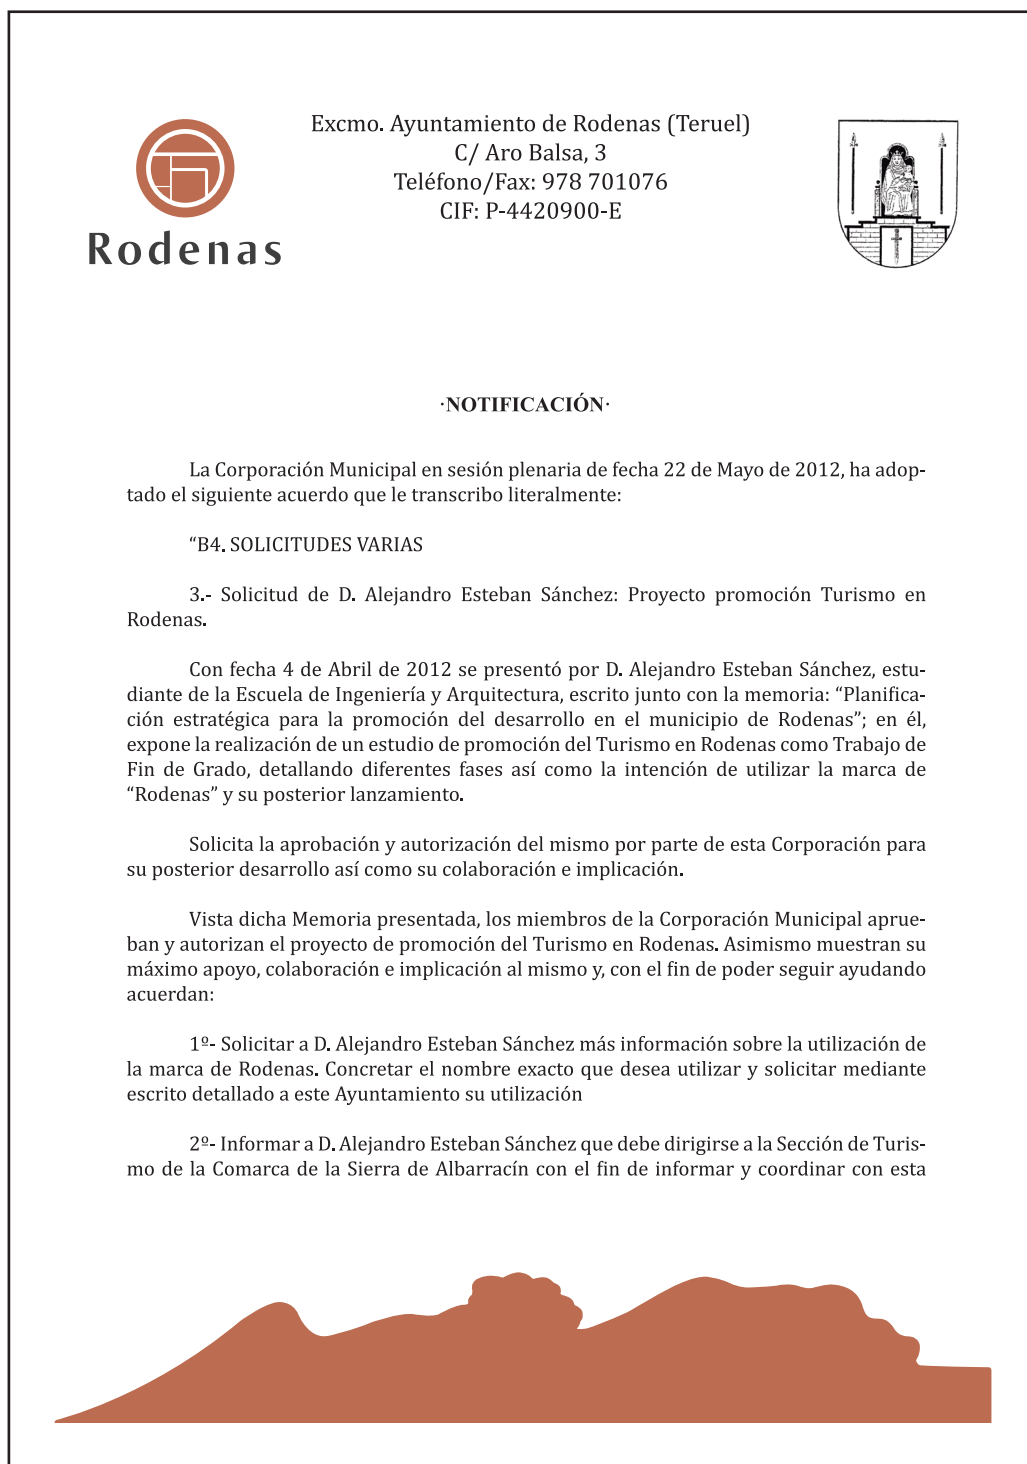 Excmo. Ayuntamiento de Rodenas (Teruel)
C/ Aro Balsa, 3
Teléfono/Fax: 978 701076
CIF: P-4420900-E
Rodenas
·NOTIFICACIÓN·
La Corporación Municipal en sesión plenaria de fecha 22 de Mayo de 2012, ha adop-
tado el siguiente acuerdo que le transcribo literalmente:
“B4. SOLICITUDES VARIAS
3.- Solicitud de D. Alejandro Esteban Sánchez: Proyecto promoción Turismo en
Rodenas.
Con fecha 4 de Abril de 2012 se presentó por D. Alejandro Esteban Sánchez, estu-
diante de la Escuela de Ingeniería y Arquitectura, escrito junto con la memoria: “Planifica-
ción estratégica para la promoción del desarrollo en el municipio de Rodenas”; en él,
expone la realización de un estudio de promoción del Turismo en Rodenas como Trabajo de
Fin de Grado, detallando diferentes fases así como la intención de utilizar la marca de
“Rodenas” y su posterior lanzamiento.
Solicita la aprobación y autorización del mismo por parte de esta Corporación para
su posterior desarrollo así como su colaboración e implicación.
Vista dicha Memoria presentada, los miembros de la Corporación Municipal aprue-
ban y autorizan el proyecto de promoción del Turismo en Rodenas. Asimismo muestran su
máximo apoyo, colaboración e implicación al mismo y, con el fin de poder seguir ayudando
acuerdan:
1º- Solicitar a D. Alejandro Esteban Sánchez más información sobre la utilización de
la marca de Rodenas. Concretar el nombre exacto que desea utilizar y solicitar mediante
escrito detallado a este Ayuntamiento su utilización
2º- Informar a D. Alejandro Esteban Sánchez que debe dirigirse a la Sección de Turis-
mo de la Comarca de la Sierra de Albarracín con el fin de informar y coordinar con esta